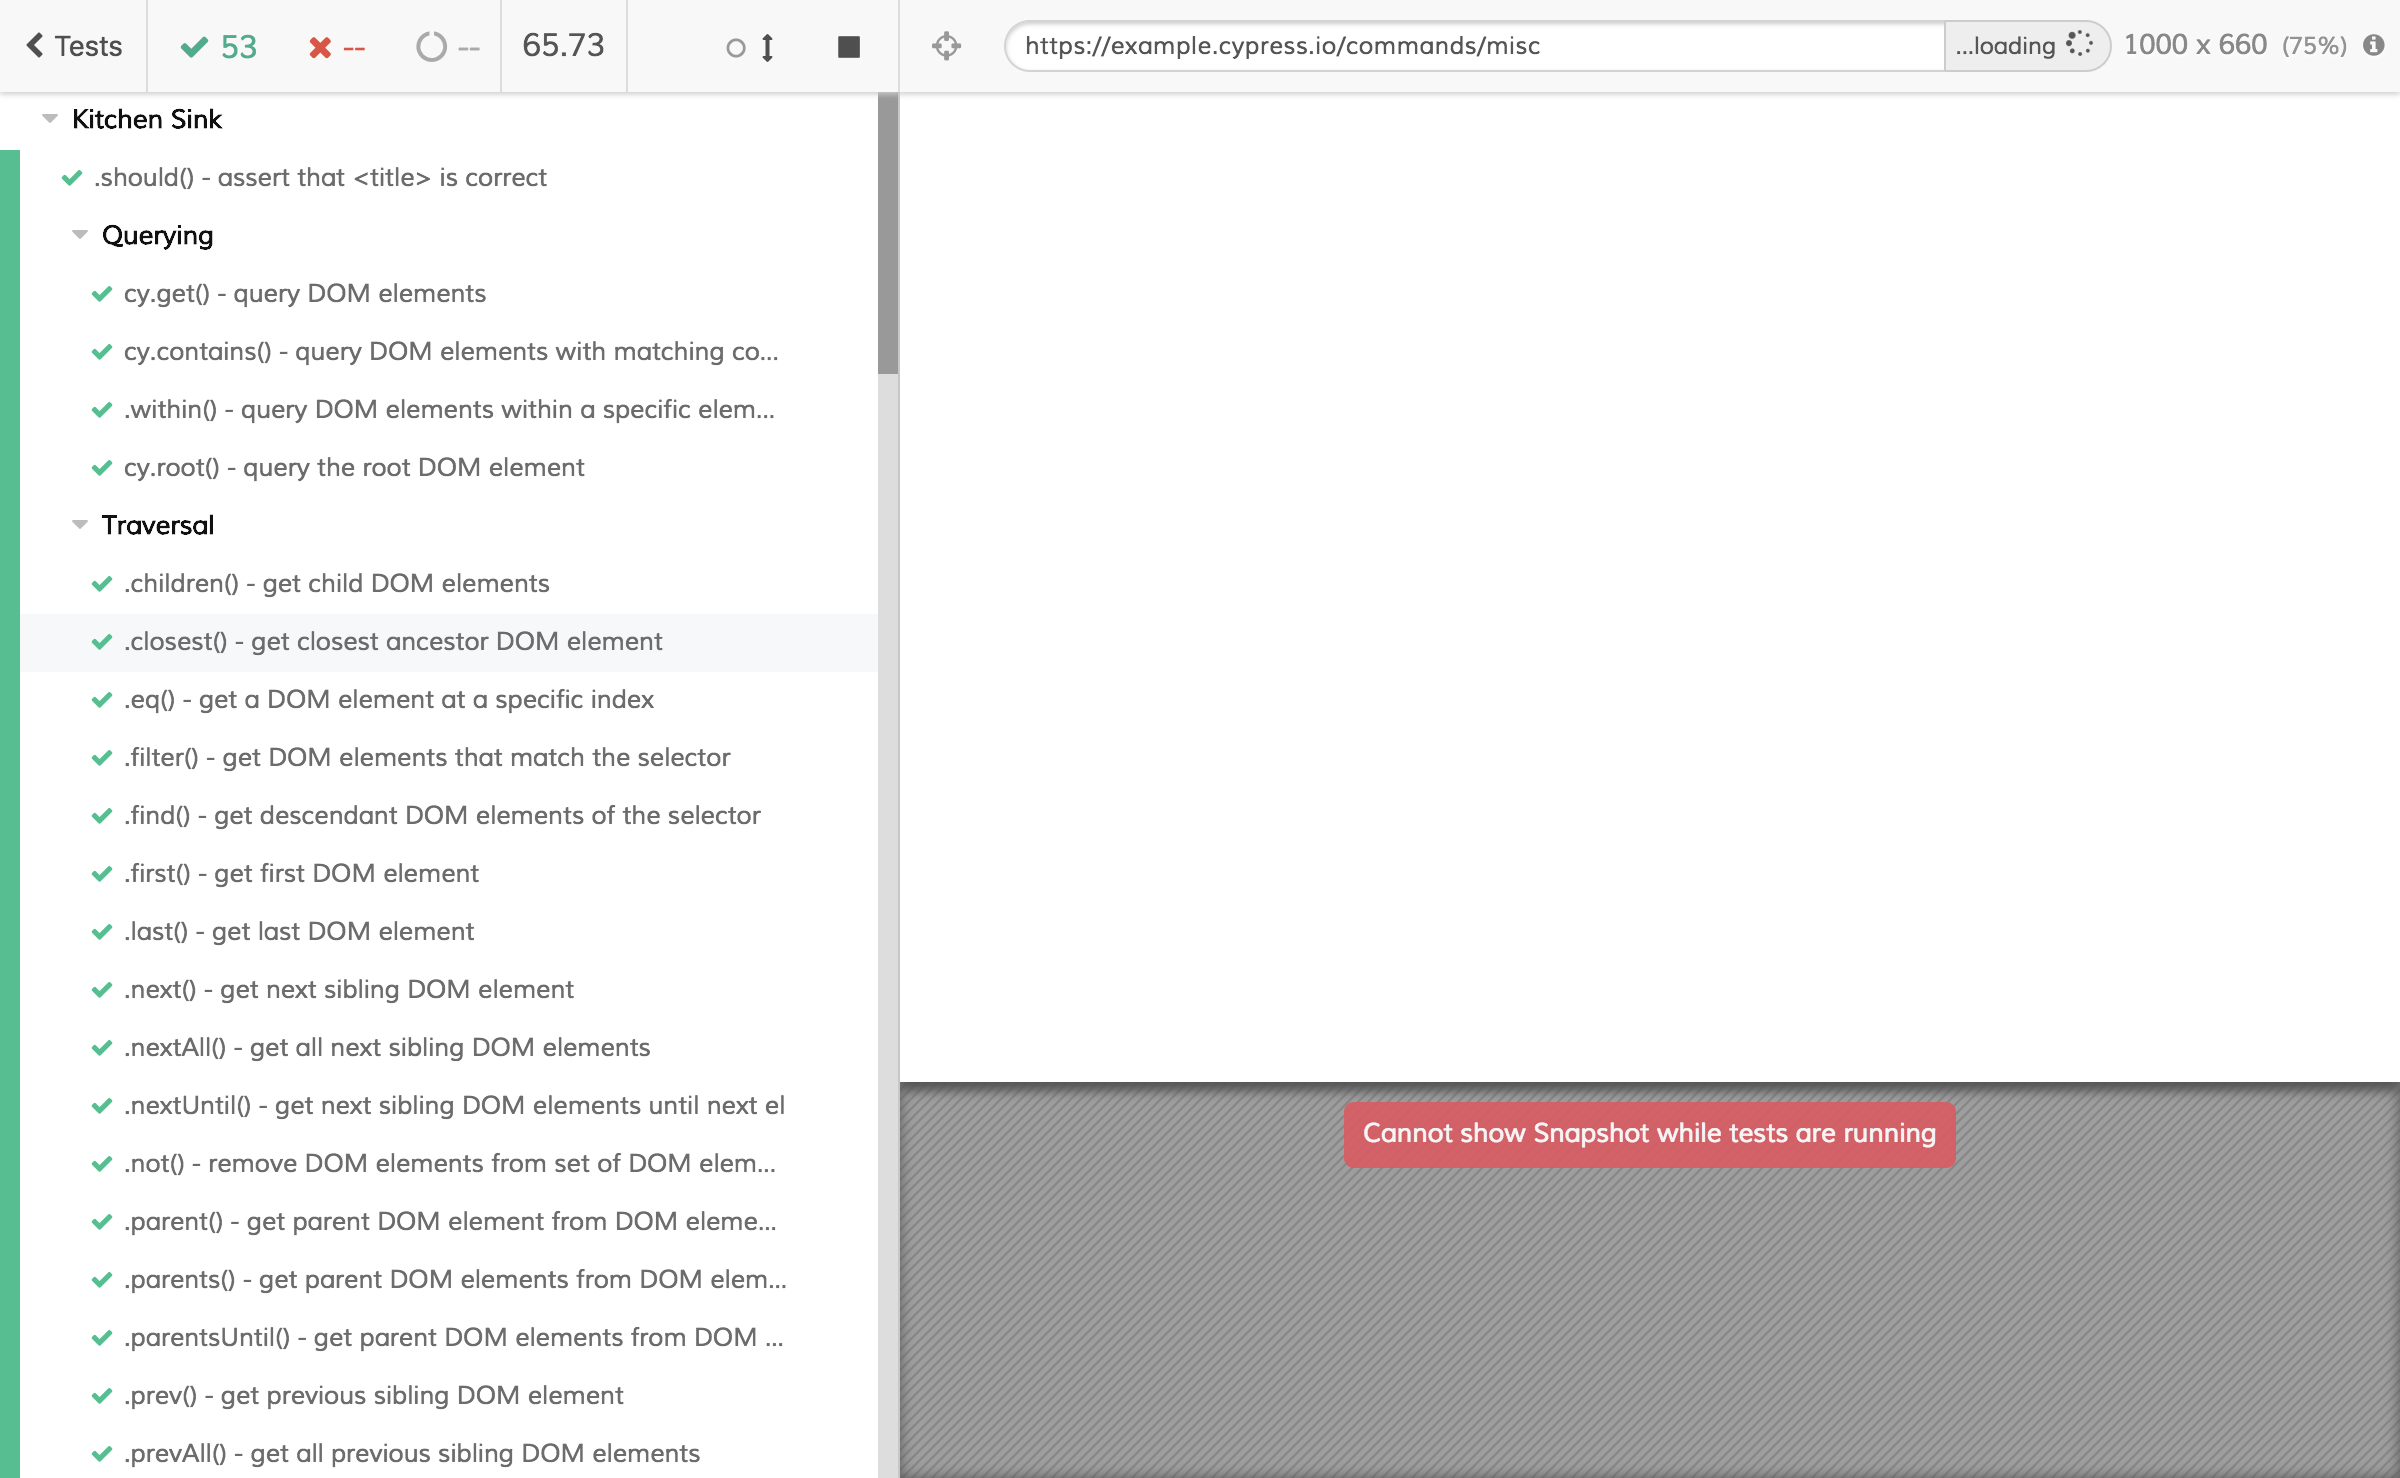 Tests 53 -- -- 65.73 https://example.cypress.io/commands/misc ...loading 1000 x 660 (75%)
Kitchen Sink
.should() - assert that <title> is correct
Querying
cy.get() - query DOM elements
cy.contains() - query DOM elements with matching co...
.within() - query DOM elements within a specific elem...
cy.root() - query the root DOM element
Traversal
.children() - get child DOM elements
.closest() - get closest ancestor DOM element
.eq() - get a DOM element at a specific index
.filter() - get DOM elements that match the selector
.find() - get descendant DOM elements of the selector
.first() - get first DOM element
.last() - get last DOM element
.next() - get next sibling DOM element
.nextAll() - get all next sibling DOM elements
.nextUntil() - get next sibling DOM elements until next el
.not() - remove DOM elements from set of DOM elem...
.parent() - get parent DOM element from DOM eleme...
.parents() - get parent DOM elements from DOM elem...
.parentsUntil() - get parent DOM elements from DOM ...
.prev() - get previous sibling DOM element
.prevAll() - get all previous sibling DOM elements
Cannot show Snapshot while tests are running